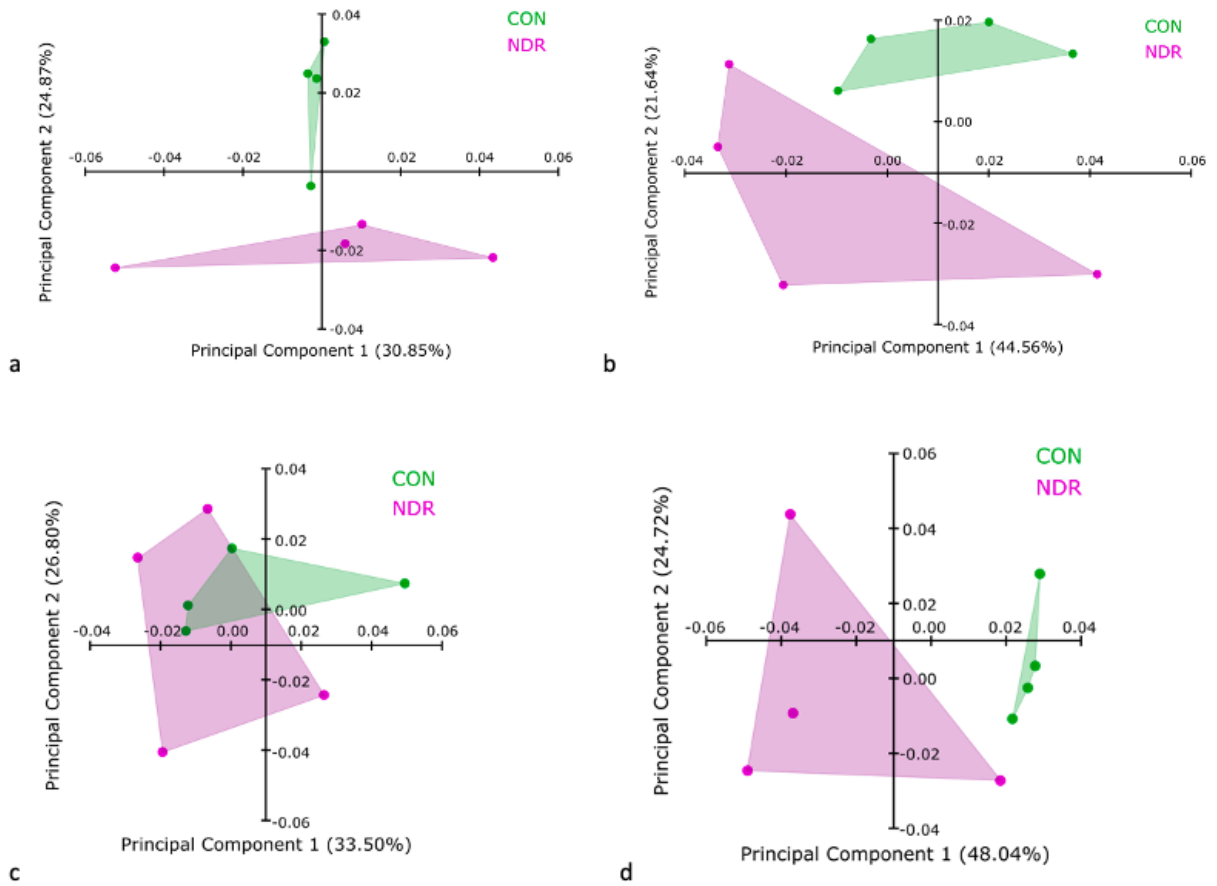 CON
NDR
Principal Component 2 (24.87%)
0.04
0.02
-0.06
-0.04
-0.02
0.02
0.04
0.06
-0.02
-0.04
Principal Component 1 (30.85%)
a
CON
NDR
Principal Component 2 (21.64%)
0.02
0.00
-0.04
-0.02
0.00
0.02
0.04
0.06
-0.02
-0.04
Principal Component 1 (44.56%)
b
CON
NDR
Principal Component 2 (26.80%)
0.04
0.02
0.00
-0.04
-0.02
0.00
0.02
0.04
0.06
-0.02
-0.04
-0.06
Principal Component 1 (33.50%)
c
CON
NDR
Principal Component 2 (24.72%)
0.06
0.04
0.02
-0.06
-0.04
-0.02
0.00
0.02
0.04
0.00
-0.02
-0.04
Principal Component 1 (48.04%)
d